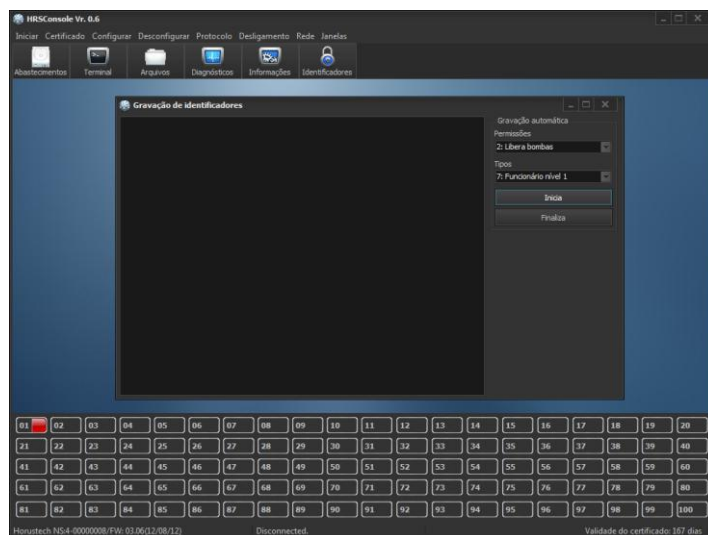 HRSConsole Vr. 0.6
Iniciar Certificado Configurar Desconfigurar Protocolo Desligamento Rede Janelas
Abastecimentos Terminal Arquivos Diagnósticos Informações Identificadores
Gravação de identificadores
Gravação automática
Permissões
2: Libera bombas
Tipos
7: Funcionário nível 1
Inicia
Finaliza
01 02 03 04 05 06 07 08 09 10 11 12 13 14 15 16 17 18 19 20
21 22 23 24 25 26 27 28 29 30 31 32 33 34 35 36 37 38 39 40
41 42 43 44 45 46 47 48 49 50 51 52 53 54 55 56 57 58 59 60
61 62 63 64 65 66 67 68 69 70 71 72 73 74 75 76 77 78 79 80
81 82 83 84 85 86 87 88 89 90 91 92 93 94 95 96 97 98 99 100
Horustech NS:4-00000008/FW: 03.06(12/08/12) Disconnected. Validade do certificado: 167 dias